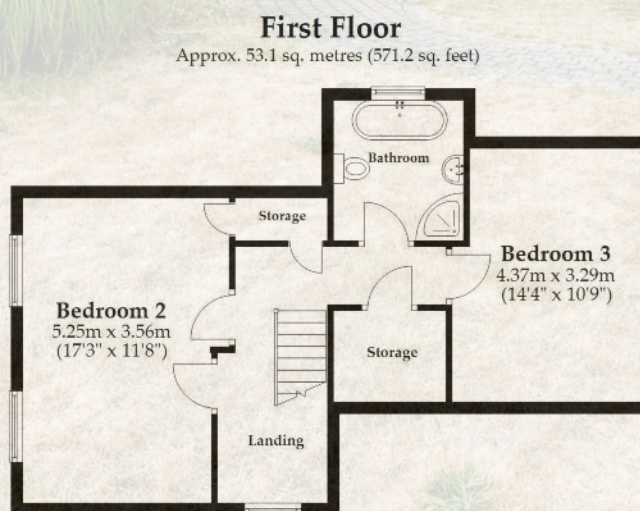 First Floor
Approx. 53.1 sq. metres (571.2 sq. feet)
Bathroom
Storage
Bedroom 3
4.37m x 3.29m
(14'4" x 10'9")
Bedroom 2
5.25m x 3.56m
(17'3" x 11'8")
Storage
Landing